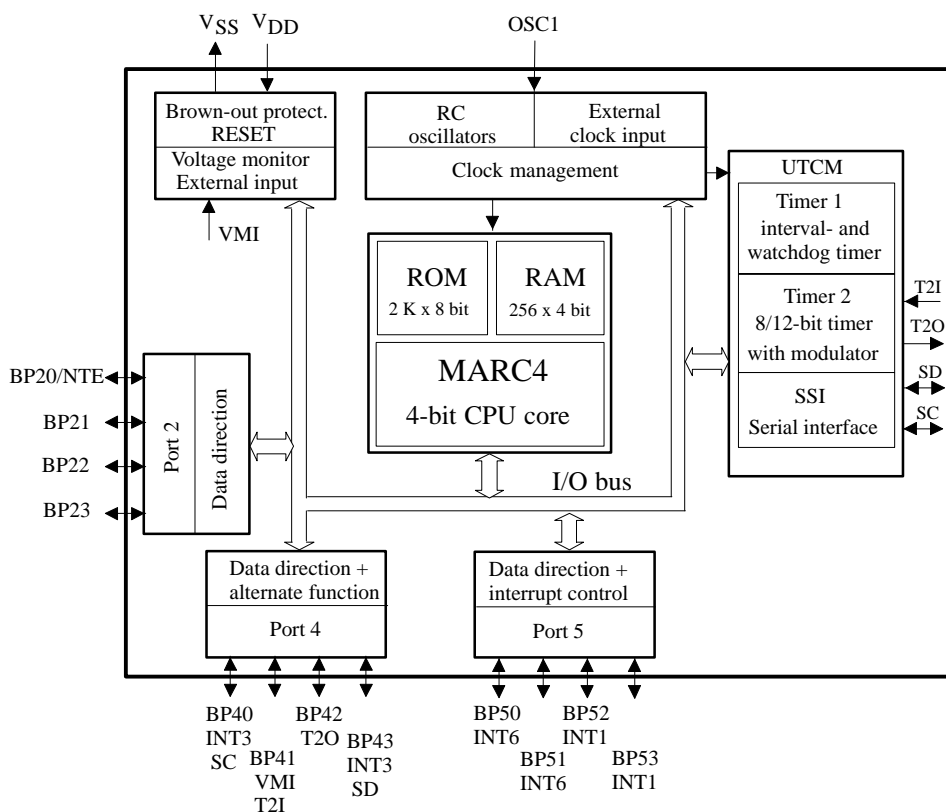 VSS
VDD
OSC1
Brown-out protect.
RESET
Voltage monitor
External input
VMI
RC
oscillators
External
clock input
Clock management
UTCM
Timer 1
interval- and
watchdog timer
Timer 2
8/12-bit timer
with modulator
SSI
Serial interface
T2I
T2O
SD
SC
ROM
2 K x 8 bit
RAM
256 x 4 bit
MARC4
4-bit CPU core
I/O bus
BP20/NTE
BP21
BP22
BP23
Port 2
Data direction
Data direction +
alternate function
Port 4
Data direction +
interrupt control
Port 5
BP40
INT3
SC
BP41
VMI
T2I
BP42
T2O
BP43
INT3
SD
BP50
INT6
BP51
INT6
BP52
INT1
BP53
INT1